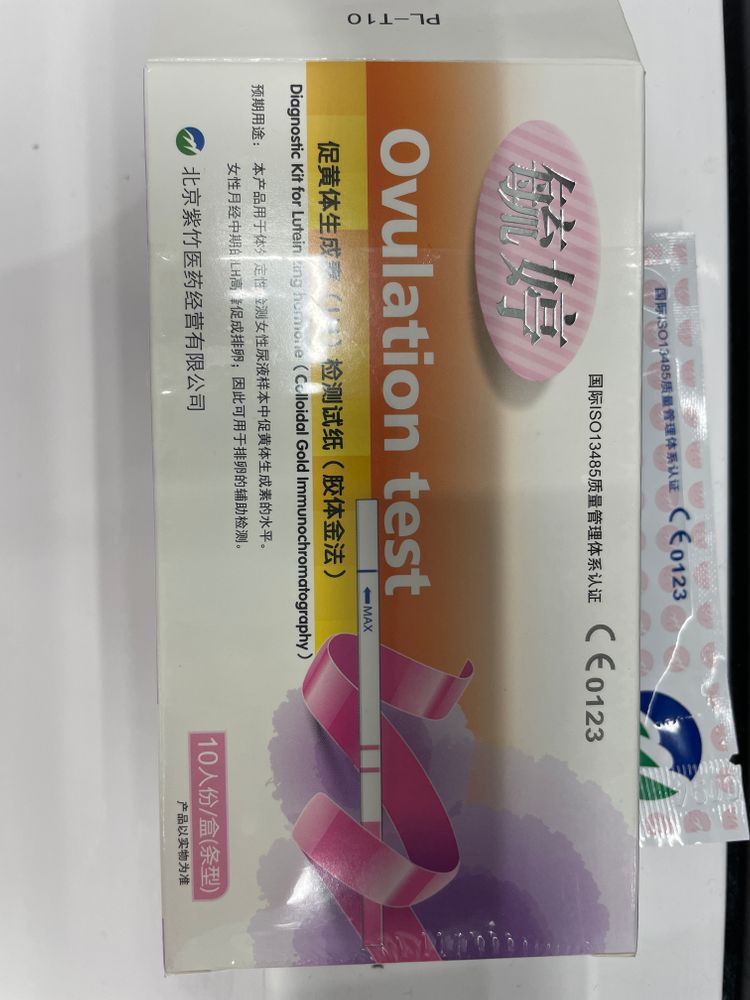 国际ISO13485质量管理体系认证 CE0123
毓婷
国际ISO13485质量管理体系认证 CE0123
Ovulation test
MAX
促黄体生成素（LH）检测试纸（胶体金法）
Diagnostic Kit for Luteinizing hormone (Colloidal Gold Immunochromatography)
预期用途： 本产品用于体外定性检测女性尿液样本中促黄体生成素的水平。
女性月经中期的LH高峰促成排卵；因此可用于排卵的辅助检测。
北京紫竹医药经营有限公司
10人份/盒(条型)
产品以实物为准
PL-T10